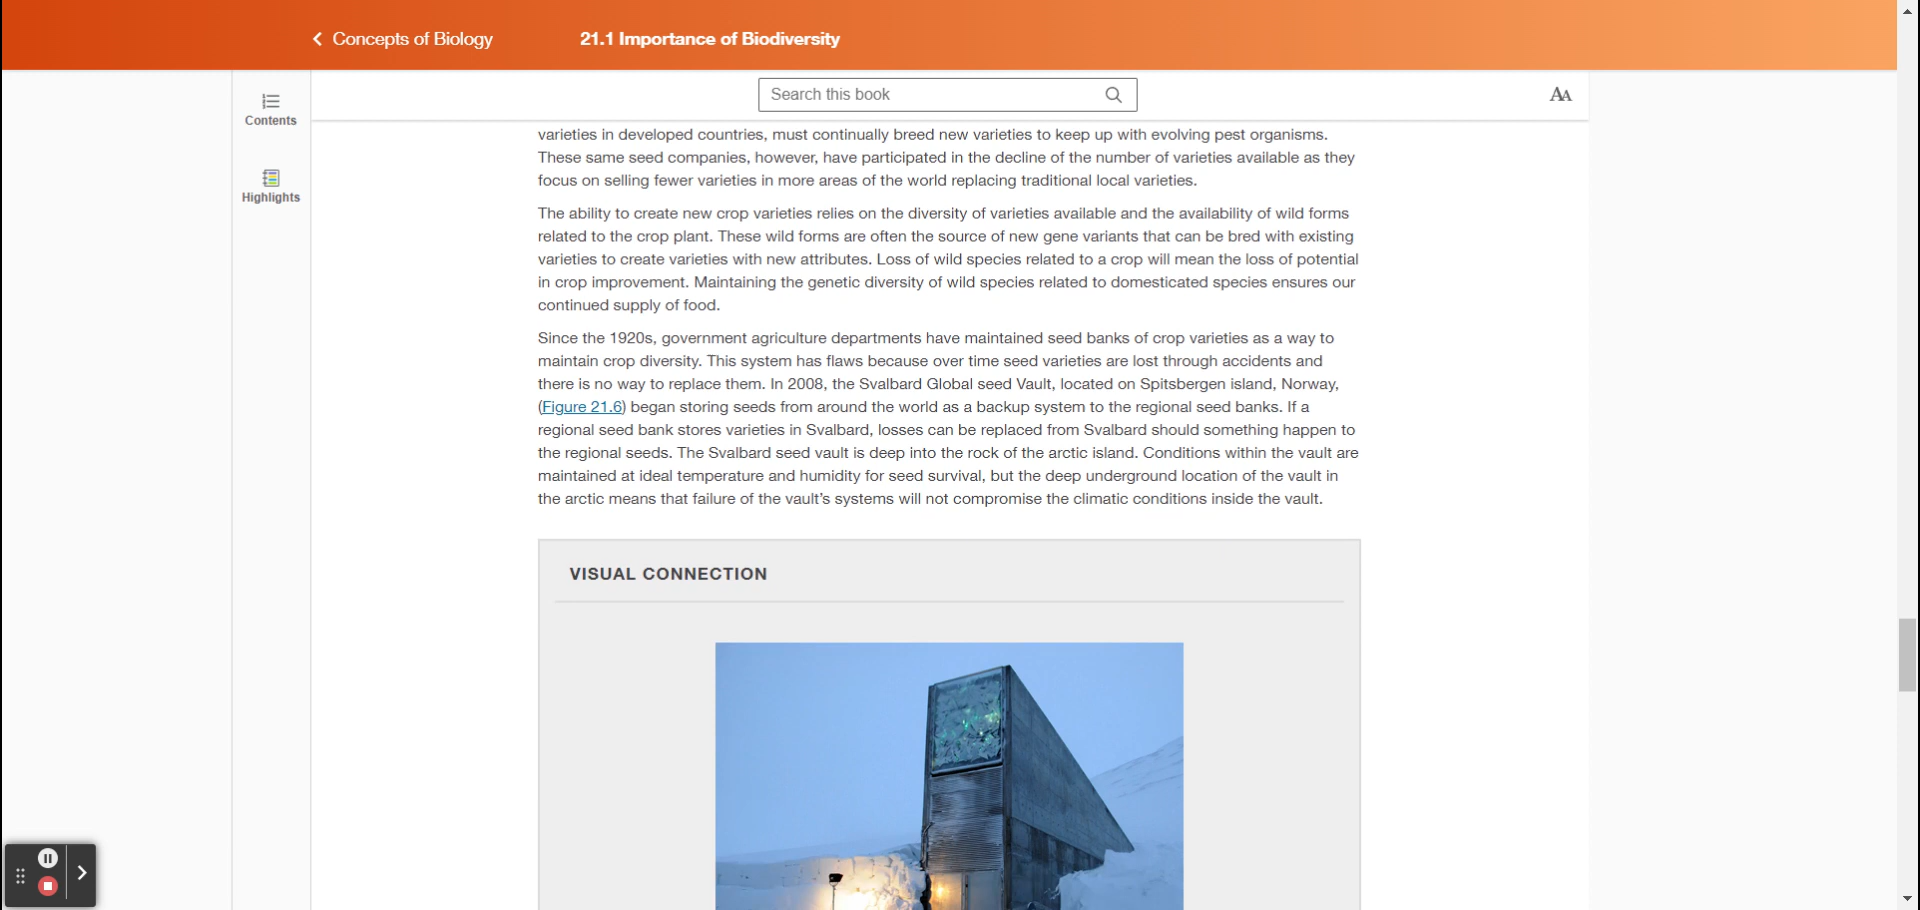 Concepts of Biology
21.1 Importance of Biodiversity
Search this book
AA
Contents
Highlights
varieties in developed countries, must continually breed new varieties to keep up with evolving pest organisms.
These same seed companies, however, have participated in the decline of the number of varieties available as they
focus on selling fewer varieties in more areas of the world replacing traditional local varieties.
The ability to create new crop varieties relies on the diversity of varieties available and the availability of wild forms
related to the crop plant. These wild forms are often the source of new gene variants that can be bred with existing
varieties to create varieties with new attributes. Loss of wild species related to a crop will mean the loss of potential
in crop improvement. Maintaining the genetic diversity of wild species related to domesticated species ensures our
continued supply of food.
Since the 1920s, government agriculture departments have maintained seed banks of crop varieties as a way to
maintain crop diversity. This system has flaws because over time seed varieties are lost through accidents and
there is no way to replace them. In 2008, the Svalbard Global seed Vault, located on Spitsbergen island, Norway,
(Figure 21.6) began storing seeds from around the world as a backup system to the regional seed banks. If a
regional seed bank stores varieties in Svalbard, losses can be replaced from Svalbard should something happen to
the regional seeds. The Svalbard seed vault is deep into the rock of the arctic island. Conditions within the vault are
maintained at ideal temperature and humidity for seed survival, but the deep underground location of the vault in
the arctic means that failure of the vault’s systems will not compromise the climatic conditions inside the vault.
VISUAL CONNECTION